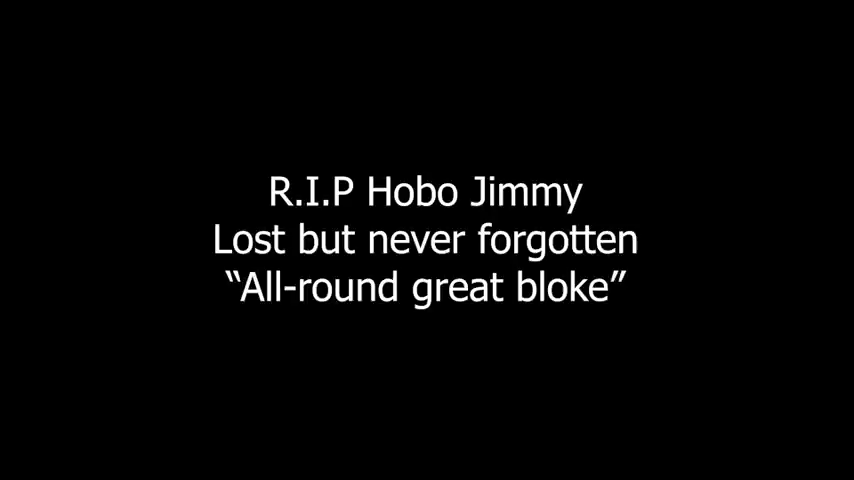 R.I.P Hobo Jimmy
Lost but never forgotten
“All-round great bloke”